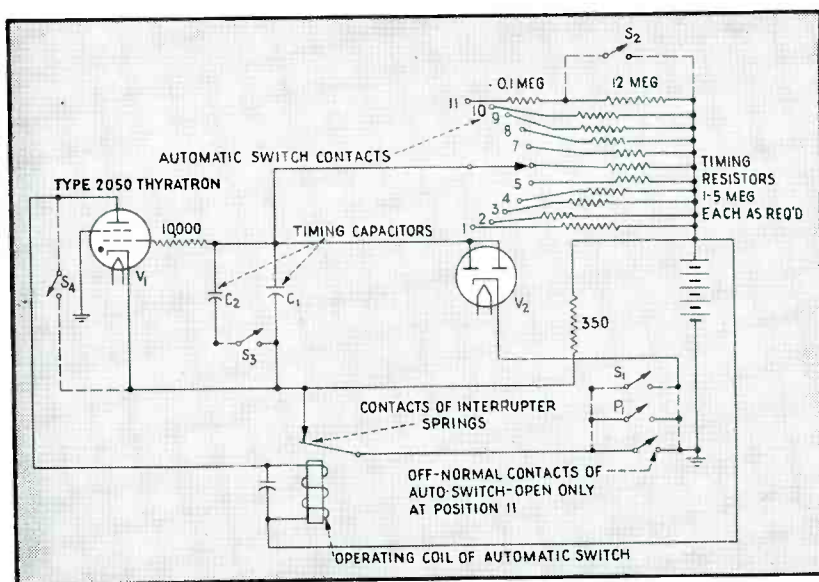 S2
0.1 MEG
12 MEG
11
10
9
8
7
AUTOMATIC SWITCH CONTACTS
TIMING
RESISTORS
1-5 MEG
EACH AS REQ'D
5
4
3
2
1
TYPE 2050 THYRATRON
10,000
TIMING CAPACITORS
V1
S4
C2
C1
V2
S3
350
S1
P1
CONTACTS OF INTERRUPTER
SPRINGS
OFF-NORMAL CONTACTS OF
AUTO-SWITCH-OPEN ONLY
AT POSITION 11
OPERATING COIL OF AUTOMATIC SWITCH